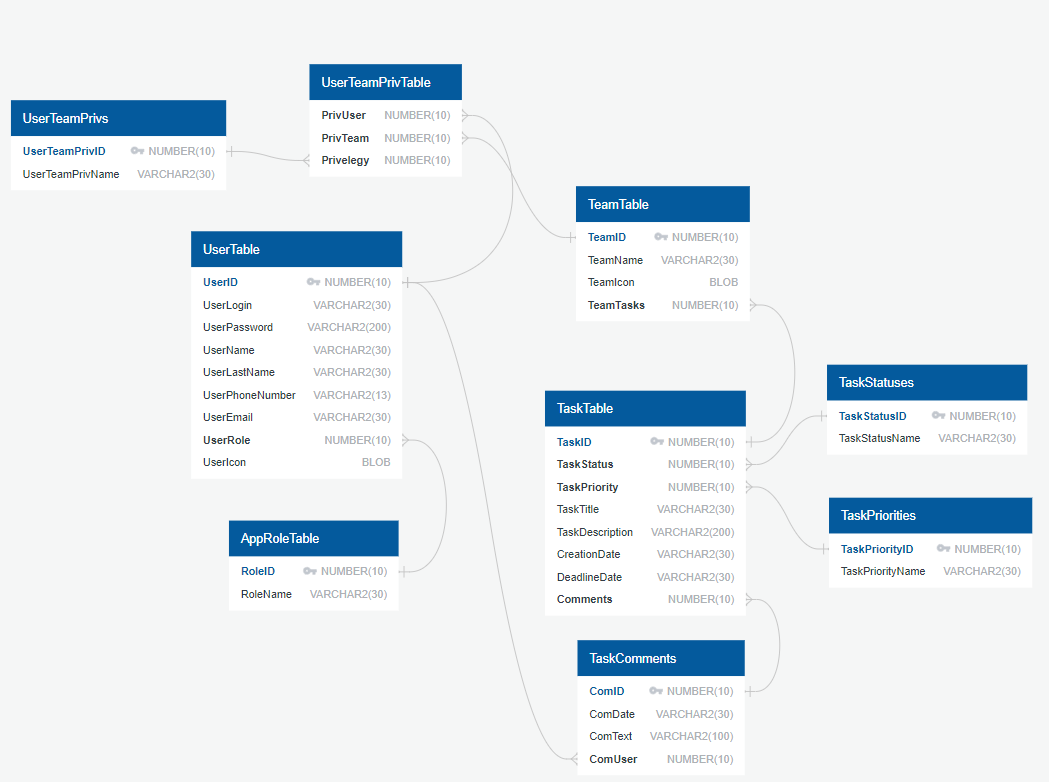 UserTeamPrivTable
PrivUser NUMBER(10)
PrivTeam NUMBER(10)
Privelegy NUMBER(10)
UserTeamPrivs
UserTeamPrivID NUMBER(10)
UserTeamPrivName VARCHAR2(30)
TeamTable
TeamID NUMBER(10)
TeamName VARCHAR2(30)
TeamIcon BLOB
TeamTasks NUMBER(10)
UserTable
UserID NUMBER(10)
UserLogin VARCHAR2(30)
UserPassword VARCHAR2(200)
UserName VARCHAR2(30)
UserLastName VARCHAR2(30)
UserPhoneNumber VARCHAR2(13)
UserEmail VARCHAR2(30)
UserRole NUMBER(10)
UserIcon BLOB
TaskStatuses
TaskStatusID NUMBER(10)
TaskStatusName VARCHAR2(30)
TaskTable
TaskID NUMBER(10)
TaskStatus NUMBER(10)
TaskPriority NUMBER(10)
TaskTitle VARCHAR2(30)
TaskDescription VARCHAR2(200)
CreationDate VARCHAR2(30)
DeadlineDate VARCHAR2(30)
Comments NUMBER(10)
TaskPriorities
TaskPriorityID NUMBER(10)
TaskPriorityName VARCHAR2(30)
AppRoleTable
RoleID NUMBER(10)
RoleName VARCHAR2(30)
TaskComments
ComID NUMBER(10)
ComDate VARCHAR2(30)
ComText VARCHAR2(100)
ComUser NUMBER(10)